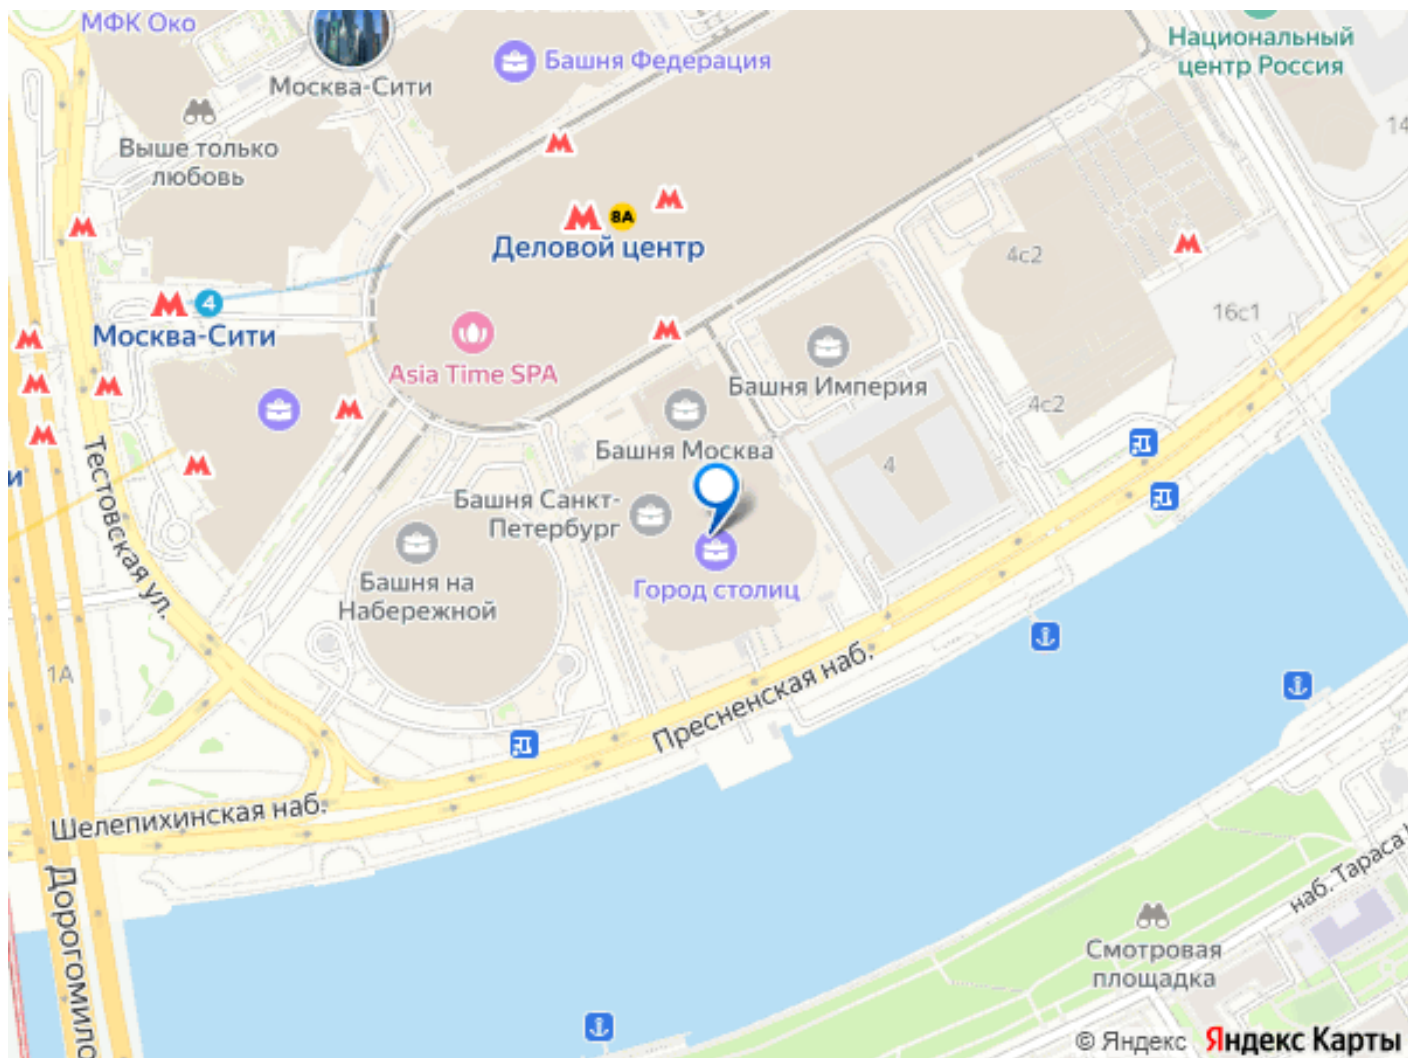 МФК Око
Москва-Сити
Башня Федерация
Национальный
центр Россия
14
Выше только
любовь
8А
Деловой центр
4с2
16с1
4
Москва-Сити
Asia Time SPA
Башня Империя
4с2
Башня Москва
4
Башня Санкт-
Петербург
Тестовская ул.
Башня на
Набережной
Город столиц
1А
Пресненская наб.
Шелепихинская наб.
Дорогомило
наб. Тараса
Смотровая
площадка
© Яндекс Яндекс Карты